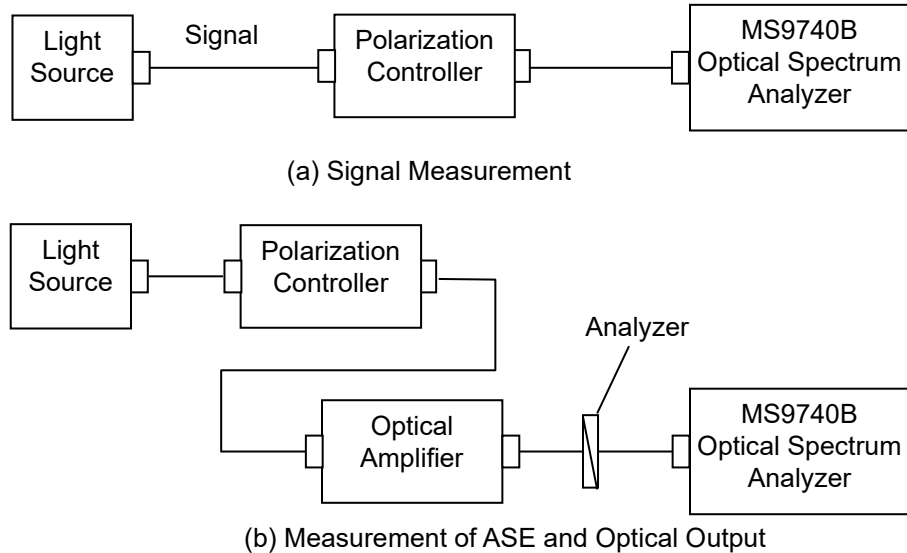 Light
Source
Signal
Polarization
Controller
MS9740B
Optical Spectrum
Analyzer
(a) Signal Measurement
Light
Source
Polarization
Controller
Analyzer
Optical
Amplifier
MS9740B
Optical Spectrum
Analyzer
(b) Measurement of ASE and Optical Output